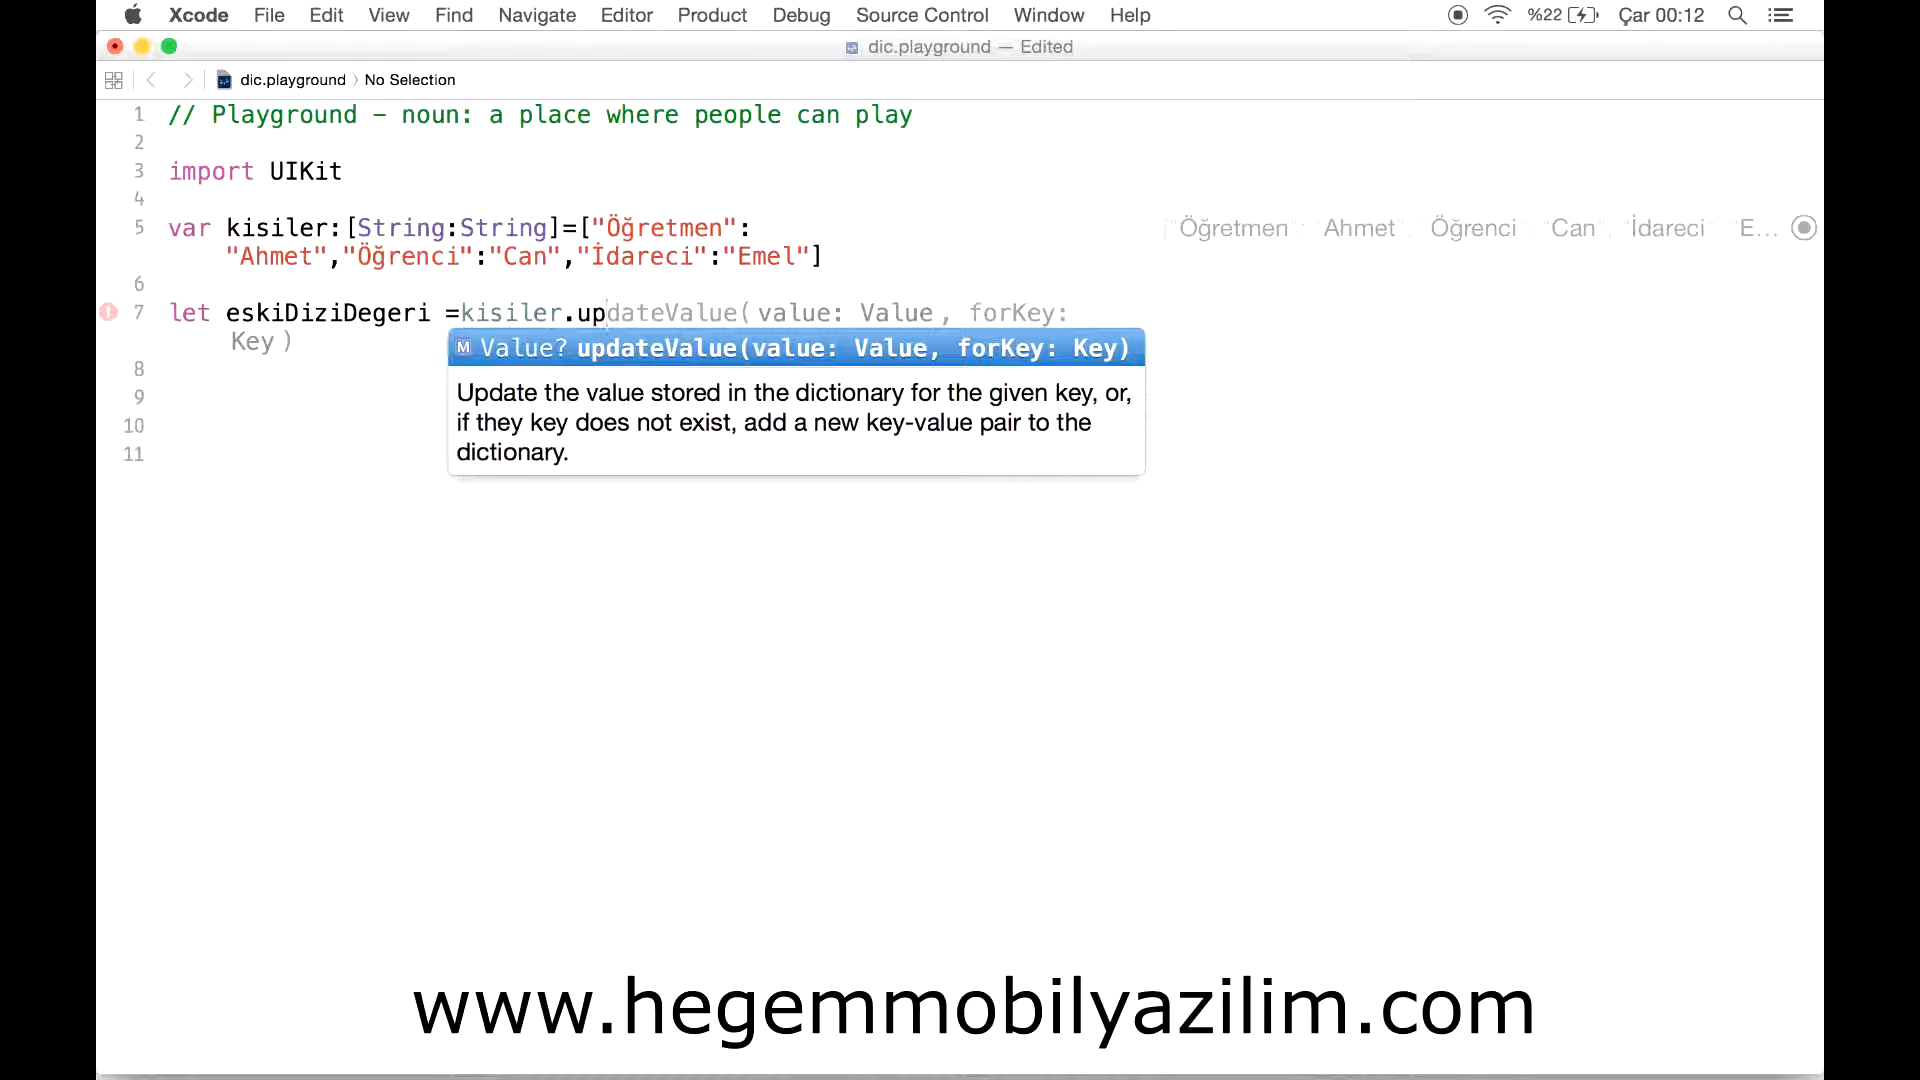 Xcode File Edit View Find Navigate Editor Product Debug Source Control Window Help %22 Çar 00:12
dic.playground — Edited
dic.playground 〉 No Selection
1 // Playground - noun: a place where people can play
2
3 import UIKit
4
5 var kisiler:[String:String]=["Öğretmen": Öğretmen Ahmet Öğrenci Can İdareci E...
"Ahmet","Öğrenci":"Can","İdareci":"Emel"]
6
7 let eskiDiziDegeri =kisiler.updateValue(value: Value, forKey:
Key)
M Value? updateValue(value: Value, forKey: Key)
8
Update the value stored in the dictionary for the given key, or,
9
if they key does not exist, add a new key-value pair to the
10
dictionary.
11
www.hegemmobilyazilim.com